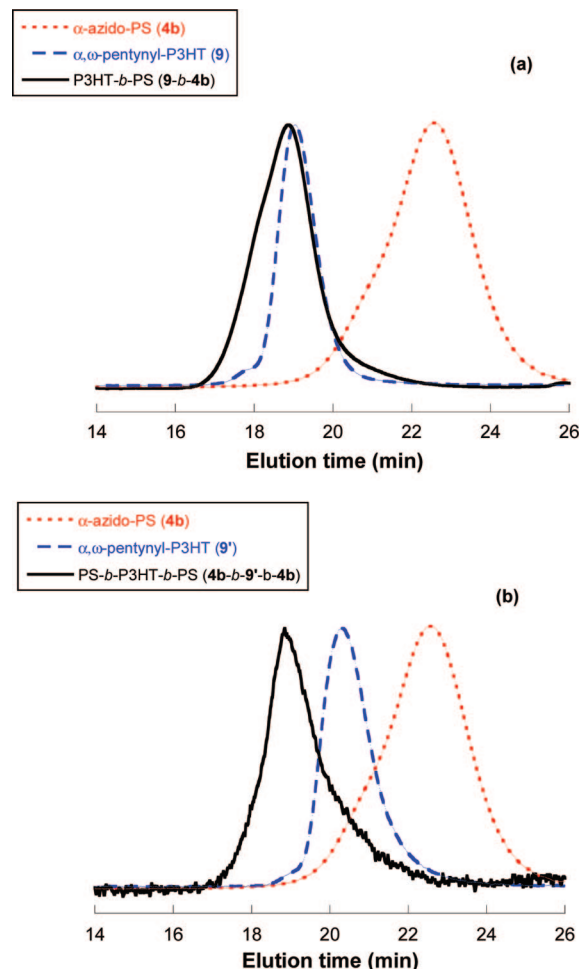 α-azido-PS (4b)
α,ω-pentynyl-P3HT (9)
P3HT-b-PS (9-b-4b)
(a)
14 16 18 20 22 24 26
Elution time (min)
α-azido-PS (4b)
α,ω-pentynyl-P3HT (9')
PS-b-P3HT-b-PS (4b-b-9'-b-4b)
(b)
14 16 18 20 22 24 26
Elution time (min)